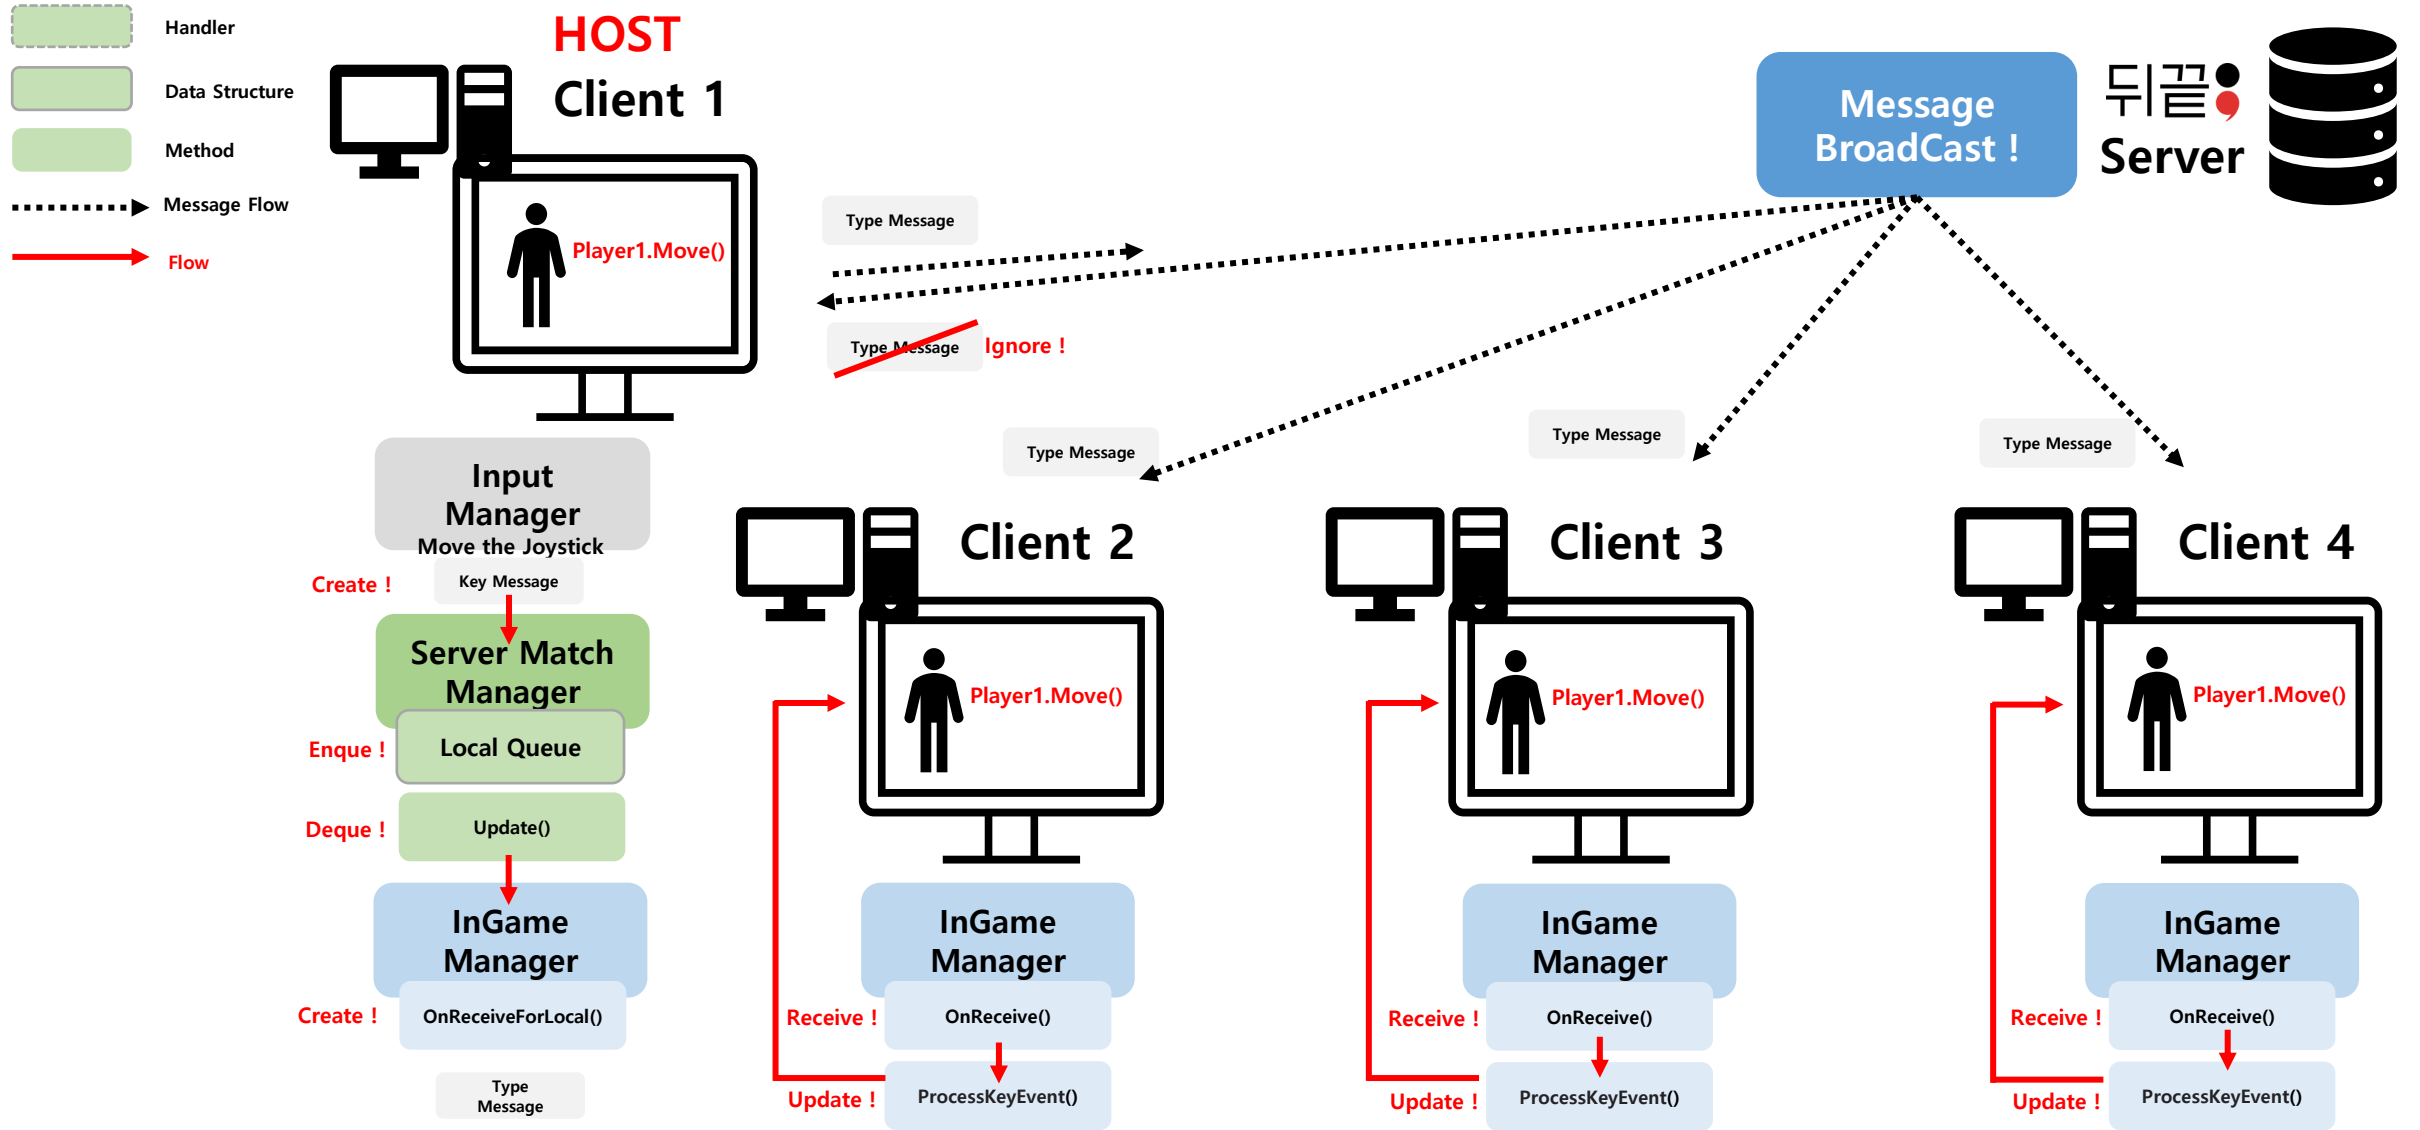 Handler
Data Structure
Method
Message Flow
Flow
HOST
Client 1
Player1.Move()
Type Message
Type Message
Ignore !
Message
BroadCast !
뒤끝
Server
Type Message
Type Message
Type Message
Input
Manager
Move the Joystick
Create !
Key Message
Server Match
Manager
Enque !
Local Queue
Deque !
Update()
InGame
Manager
Create !
OnReceiveForLocal()
Type
Message
Client 2
Player1.Move()
InGame
Manager
Receive !
OnReceive()
Update !
ProcessKeyEvent()
Client 3
Player1.Move()
InGame
Manager
Receive !
OnReceive()
Update !
ProcessKeyEvent()
Client 4
Player1.Move()
InGame
Manager
Receive !
OnReceive()
Update !
ProcessKeyEvent()